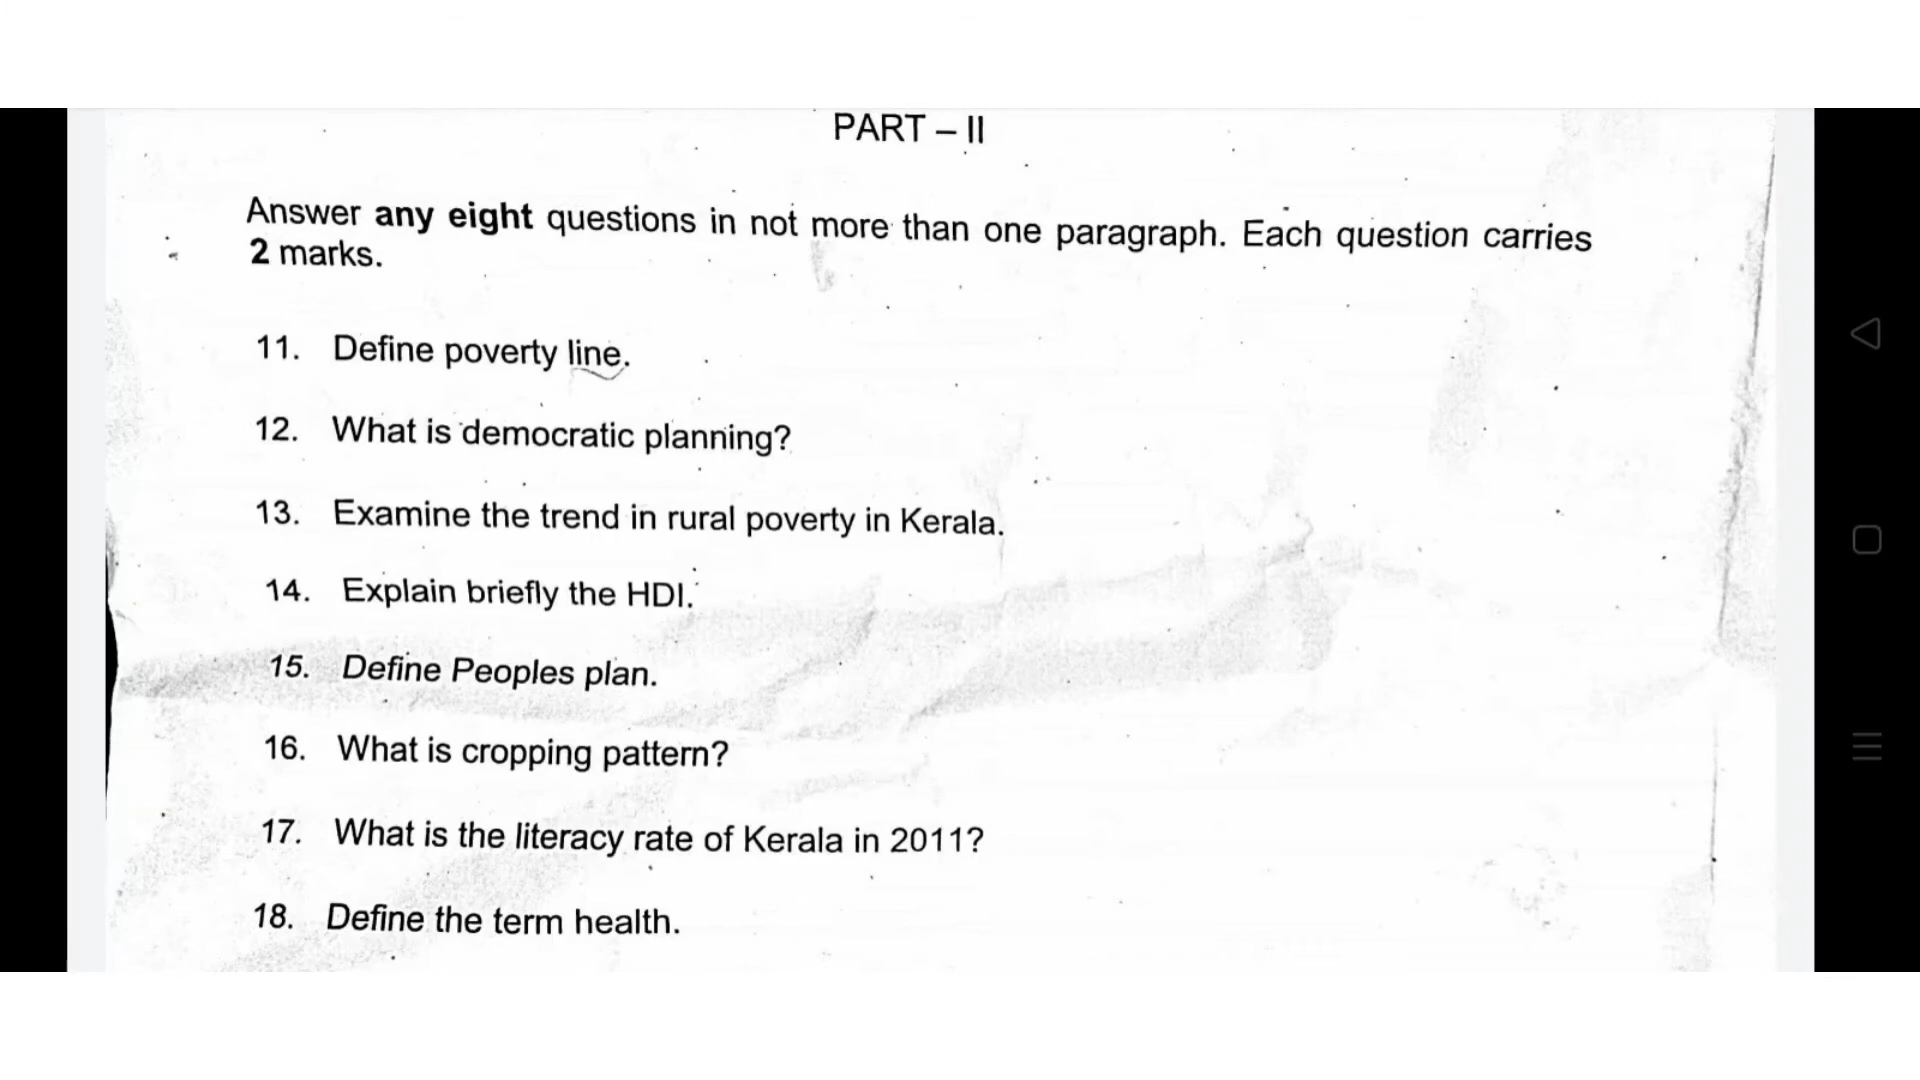 PART – II
Answer any eight questions in not more than one paragraph. Each question carries
2 marks.
11. Define poverty line.
12. What is democratic planning?
13. Examine the trend in rural poverty in Kerala.
14. Explain briefly the HDI.
15. Define Peoples plan.
16. What is cropping pattern?
17. What is the literacy rate of Kerala in 2011?
18. Define the term health.